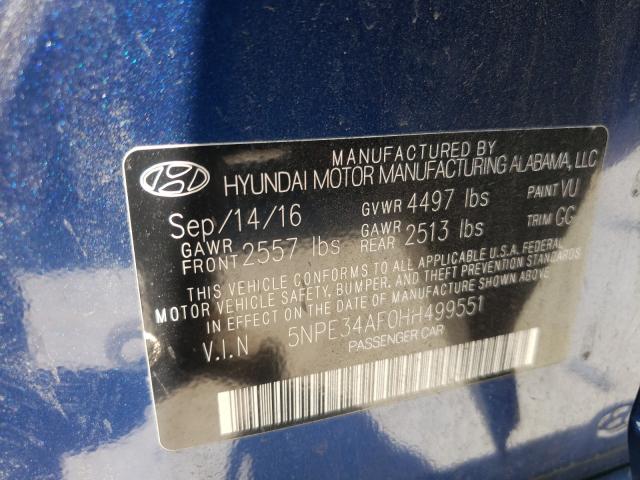 MANUFACTURED BY
HYUNDAI MOTOR MANUFACTURING ALABAMA, LLC
Sep/14/16 GVWR 4497 lbs PAINT VU
GAWR FRONT 2557 lbs GAWR REAR 2513 lbs TRIM GG
THIS VEHICLE CONFORMS TO ALL APPLICABLE U.S.A. FEDERAL
MOTOR VEHICLE SAFETY, BUMPER, AND THEFT PREVENTION STANDARDS
IN EFFECT ON THE DATE OF MANUFACTURE SHOWN ABOVE.
V.I.N 5NPE34AF0HH499551
PASSENGER CAR